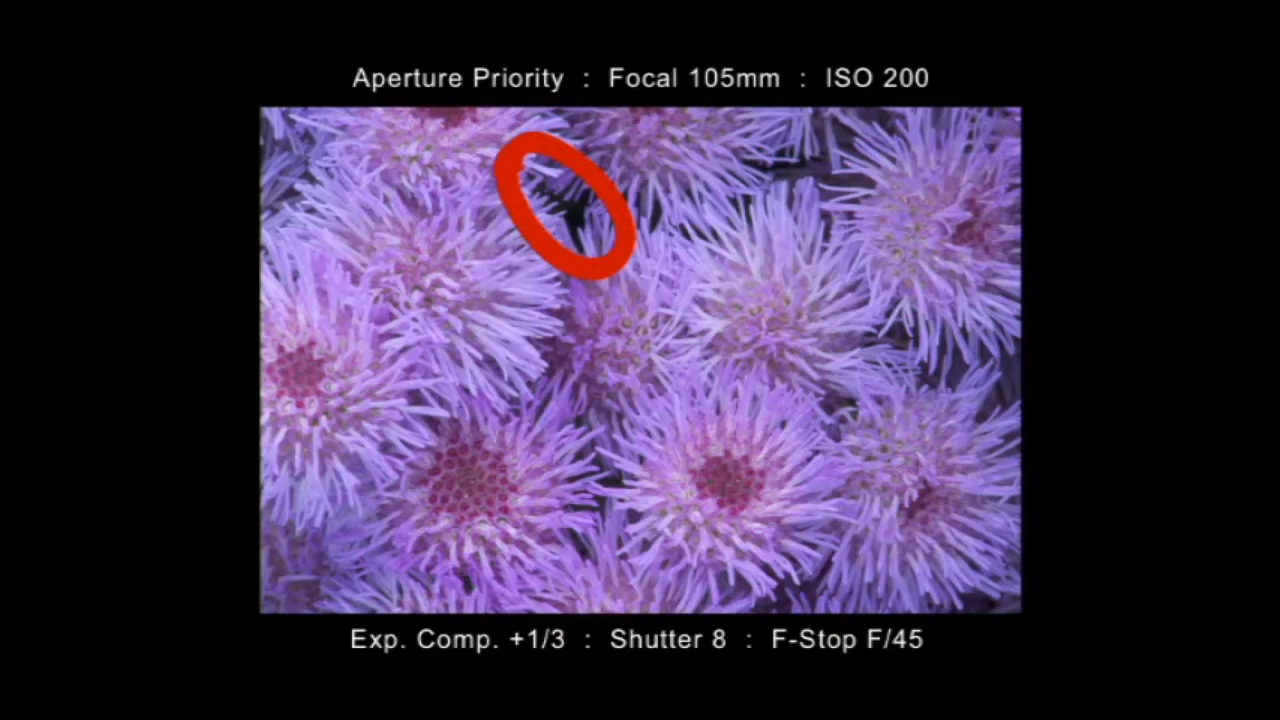 Aperture Priority : Focal 105mm : ISO 200
Exp. Comp. +1/3 : Shutter 8 : F-Stop F/45